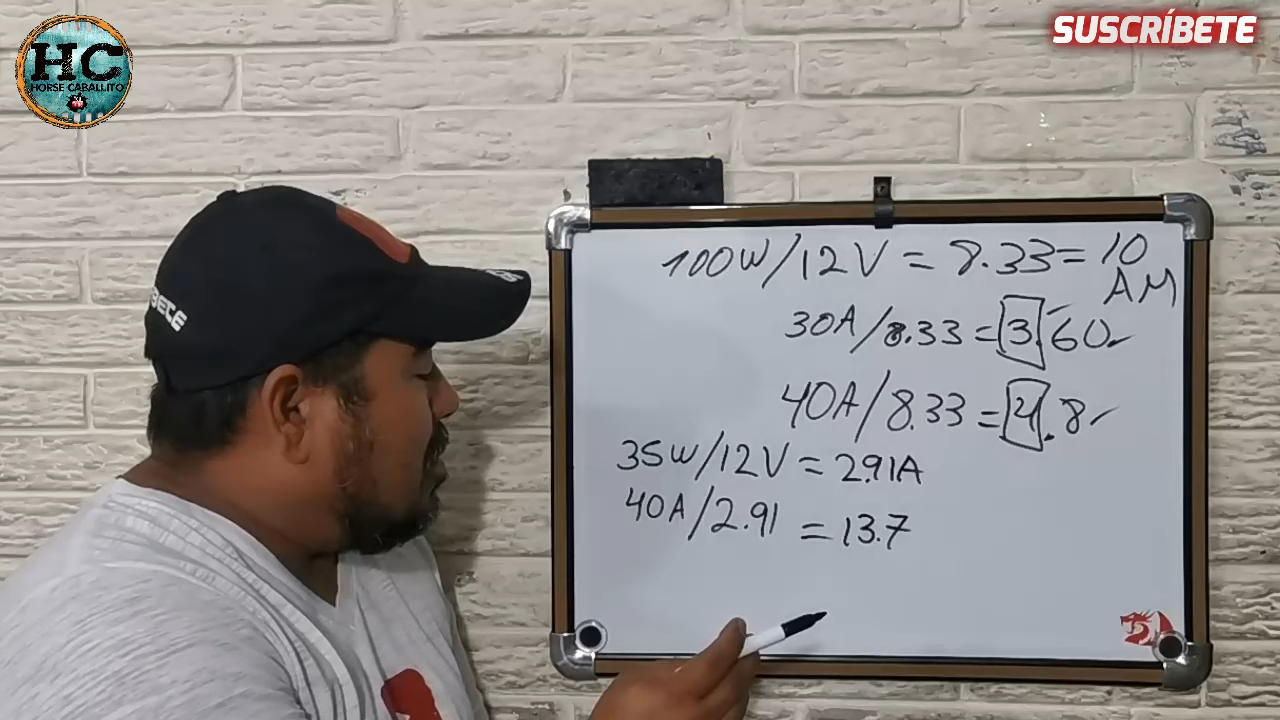 HC
HORSE CABALLITO
SUSCRÍBETE
BETE
100W/12V = 8.33 = 10
AM
30A/8.33 = 3.60
40A/8.33 = 4.8
35W/12V = 2.91A
40A/2.91 = 13.7